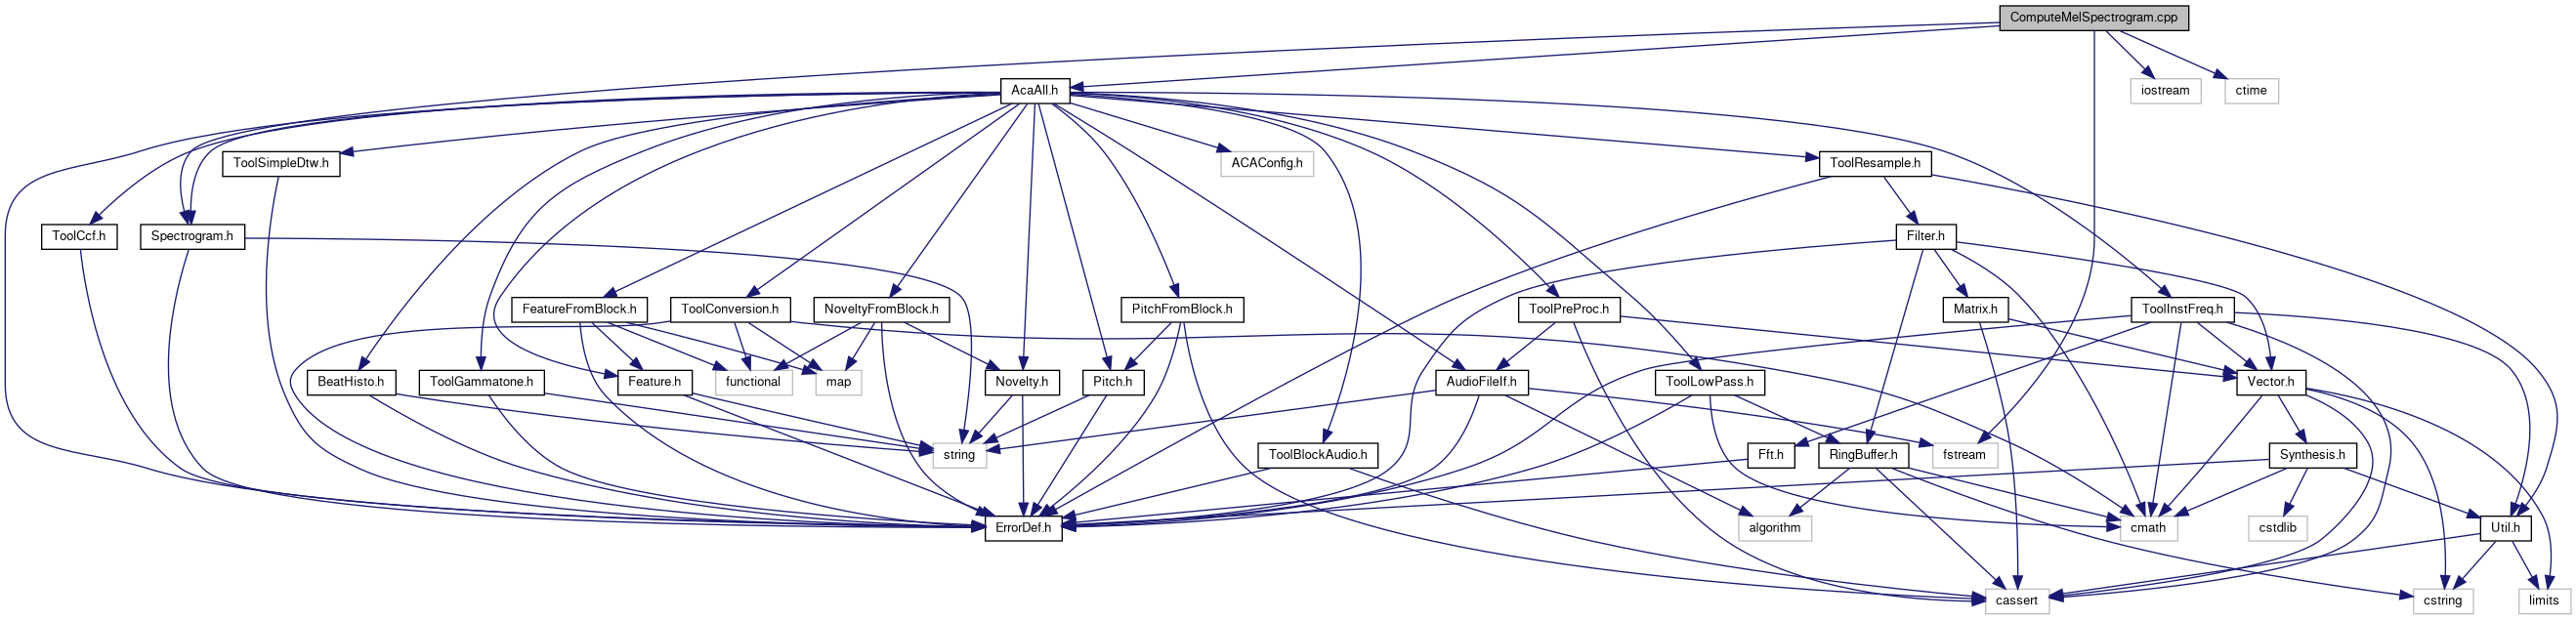 ComputeMelSpectrogram.cpp
AcaAll.h
iostream
ctime
ToolSimpleDtw.h
ACAConfig.h
ToolResample.h
ToolCcf.h
Spectrogram.h
Filter.h
FeatureFromBlock.h
ToolConversion.h
NoveltyFromBlock.h
PitchFromBlock.h
ToolPreProc.h
Matrix.h
ToolInstFreq.h
BeatHisto.h
ToolGammatone.h
Feature.h
functional
map
Novelty.h
Pitch.h
AudioFileIf.h
ToolLowPass.h
Vector.h
string
ToolBlockAudio.h
Fft.h
RingBuffer.h
fstream
Synthesis.h
ErrorDef.h
algorithm
cmath
cstdlib
Util.h
cassert
cstring
limits